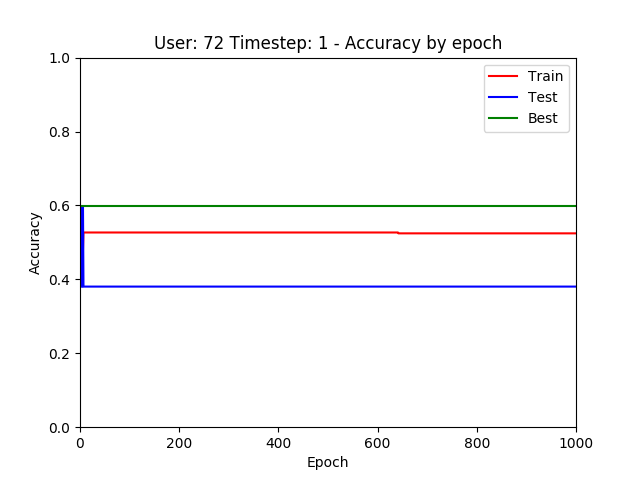 User: 72 Timestep: 1 - Accuracy by epoch
1.0
0.8
0.6
0.4
0.2
0.0
Accuracy
Train
Test
Best
0 200 400 600 800 1000
Epoch